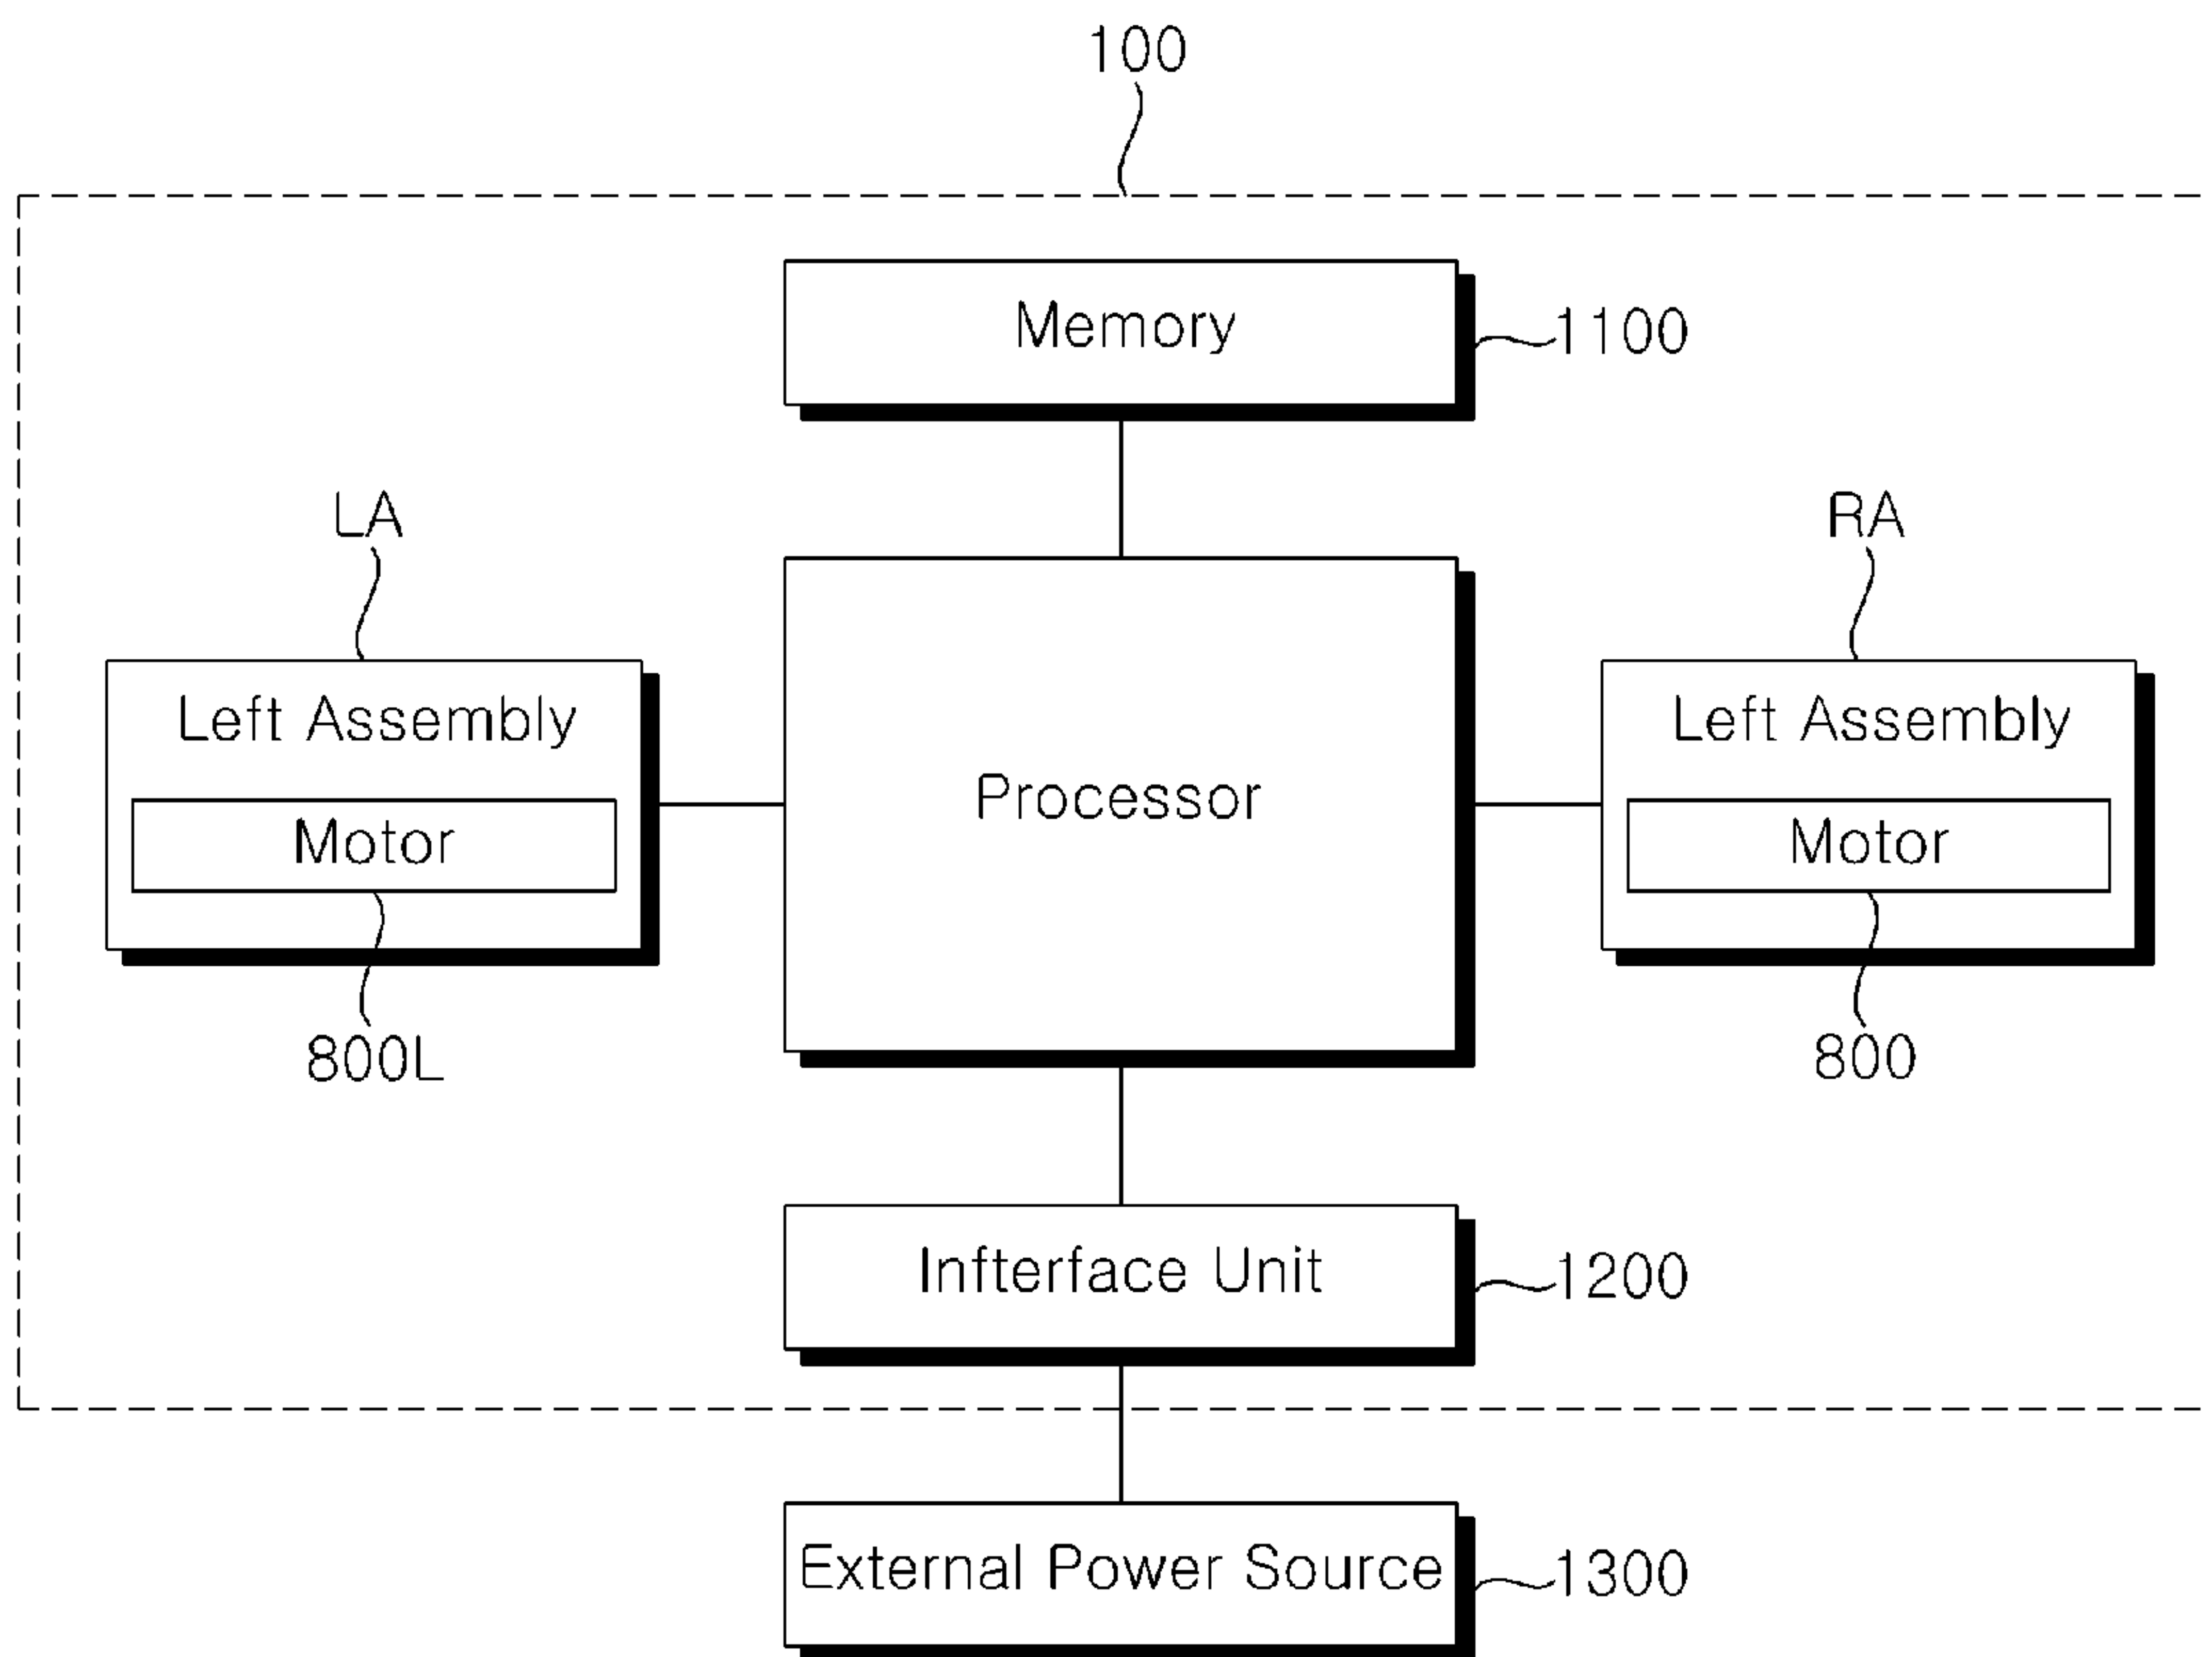 100
Memory
1100
LA
RA
Left Assembly
Motor
800L
Processor
Left Assembly
Motor
800
Infterface Unit
1200
External Power Source
1300